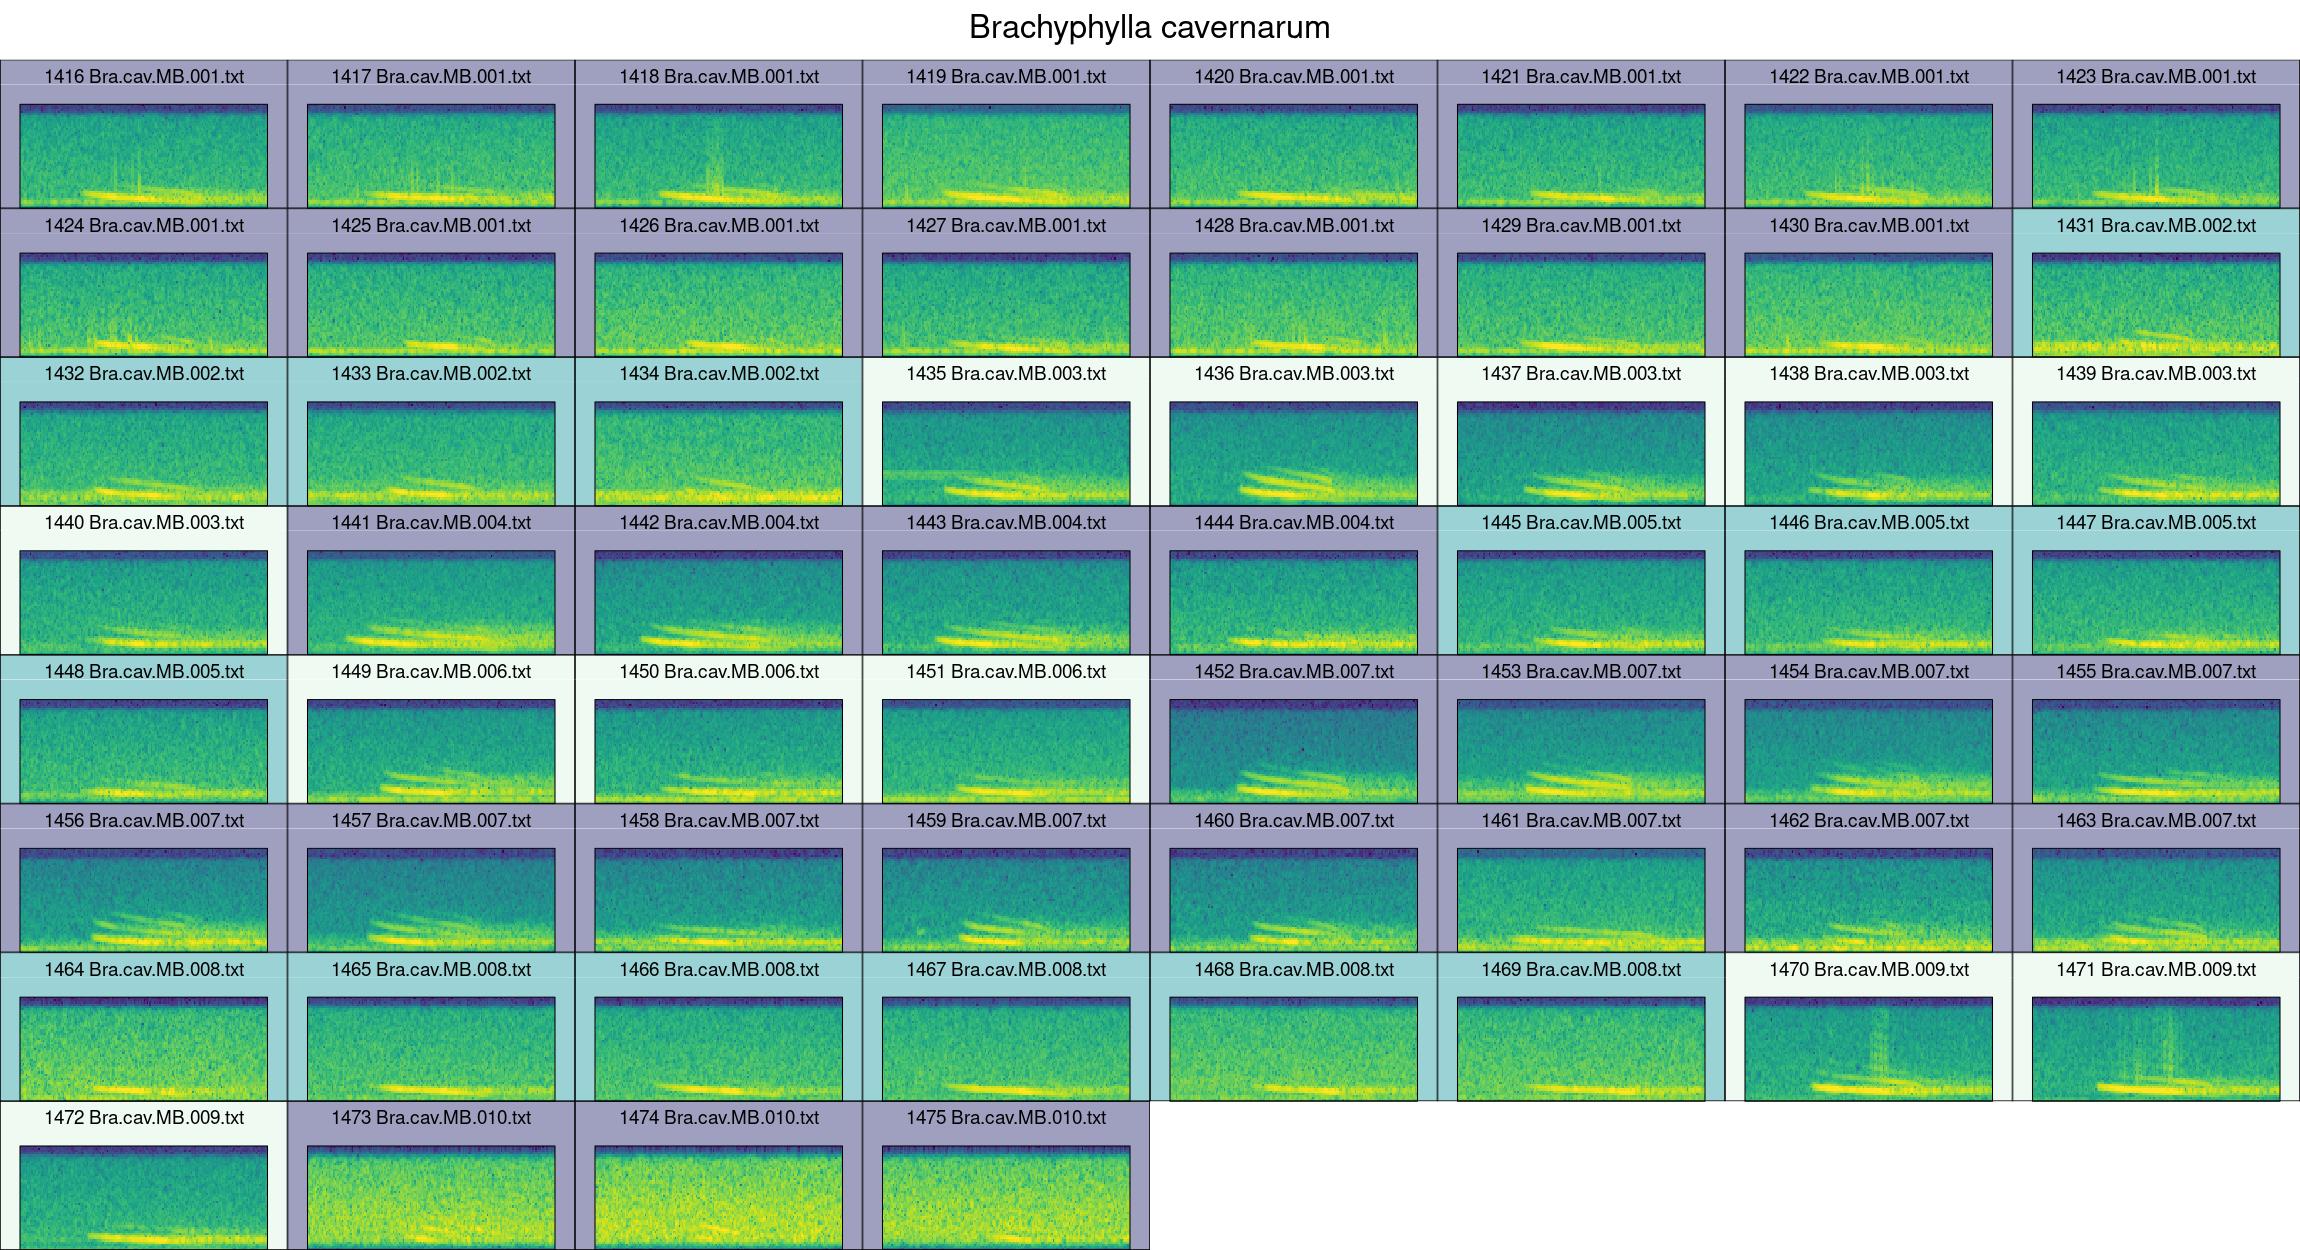 Brachyphylla cavernarum
1416 Bra.cav.MB.001.txt 1417 Bra.cav.MB.001.txt 1418 Bra.cav.MB.001.txt 1419 Bra.cav.MB.001.txt 1420 Bra.cav.MB.001.txt 1421 Bra.cav.MB.001.txt 1422 Bra.cav.MB.001.txt 1423 Bra.cav.MB.001.txt
1424 Bra.cav.MB.001.txt 1425 Bra.cav.MB.001.txt 1426 Bra.cav.MB.001.txt 1427 Bra.cav.MB.001.txt 1428 Bra.cav.MB.001.txt 1429 Bra.cav.MB.001.txt 1430 Bra.cav.MB.001.txt 1431 Bra.cav.MB.002.txt
1432 Bra.cav.MB.002.txt 1433 Bra.cav.MB.002.txt 1434 Bra.cav.MB.002.txt 1435 Bra.cav.MB.003.txt 1436 Bra.cav.MB.003.txt 1437 Bra.cav.MB.003.txt 1438 Bra.cav.MB.003.txt 1439 Bra.cav.MB.003.txt
1440 Bra.cav.MB.003.txt 1441 Bra.cav.MB.004.txt 1442 Bra.cav.MB.004.txt 1443 Bra.cav.MB.004.txt 1444 Bra.cav.MB.004.txt 1445 Bra.cav.MB.005.txt 1446 Bra.cav.MB.005.txt 1447 Bra.cav.MB.005.txt
1448 Bra.cav.MB.005.txt 1449 Bra.cav.MB.006.txt 1450 Bra.cav.MB.006.txt 1451 Bra.cav.MB.006.txt 1452 Bra.cav.MB.007.txt 1453 Bra.cav.MB.007.txt 1454 Bra.cav.MB.007.txt 1455 Bra.cav.MB.007.txt
1456 Bra.cav.MB.007.txt 1457 Bra.cav.MB.007.txt 1458 Bra.cav.MB.007.txt 1459 Bra.cav.MB.007.txt 1460 Bra.cav.MB.007.txt 1461 Bra.cav.MB.007.txt 1462 Bra.cav.MB.007.txt 1463 Bra.cav.MB.007.txt
1464 Bra.cav.MB.008.txt 1465 Bra.cav.MB.008.txt 1466 Bra.cav.MB.008.txt 1467 Bra.cav.MB.008.txt 1468 Bra.cav.MB.008.txt 1469 Bra.cav.MB.008.txt 1470 Bra.cav.MB.009.txt 1471 Bra.cav.MB.009.txt
1472 Bra.cav.MB.009.txt 1473 Bra.cav.MB.010.txt 1474 Bra.cav.MB.010.txt 1475 Bra.cav.MB.010.txt